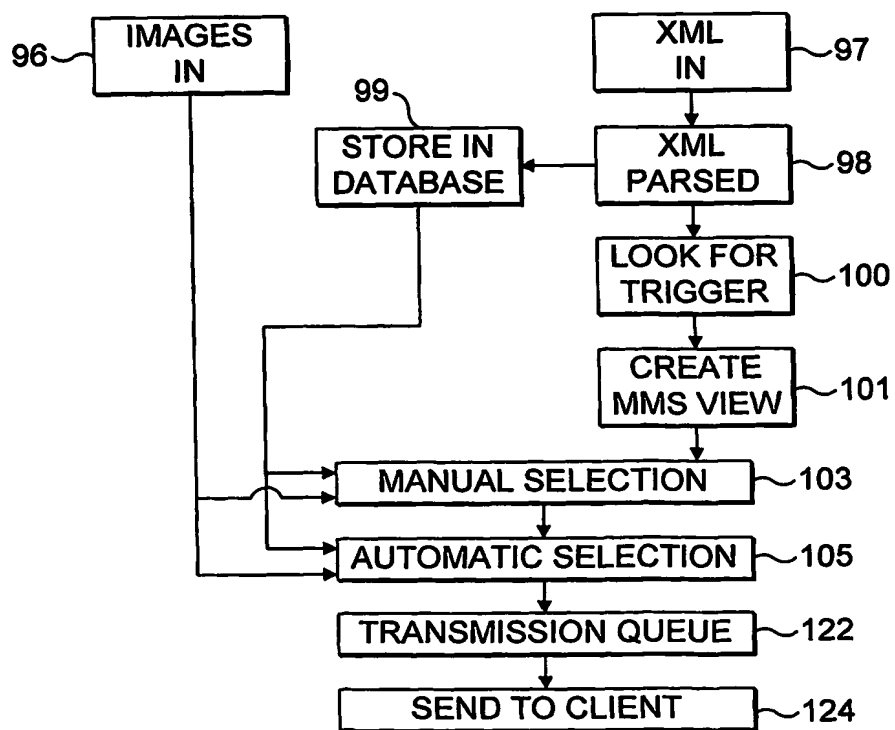 IMAGES
IN
96
XML
IN
97
99
STORE IN
DATABASE
XML
PARSED
98
LOOK FOR
TRIGGER
100
CREATE
MMS VIEW
101
MANUAL SELECTION
103
AUTOMATIC SELECTION
105
TRANSMISSION QUEUE
122
SEND TO CLIENT
124